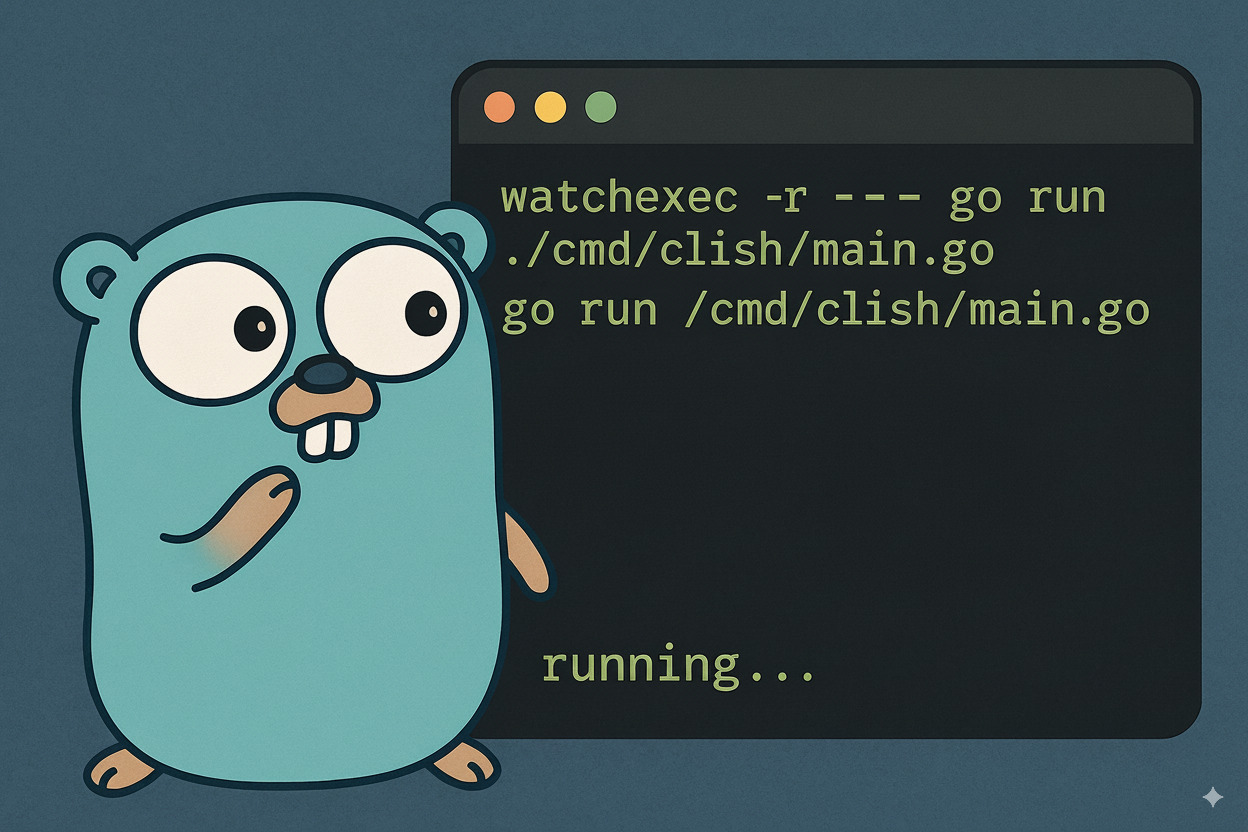 watchexec -r --- go run
./cmd/clish/main.go
go run /cmd/clish/main.go
running...